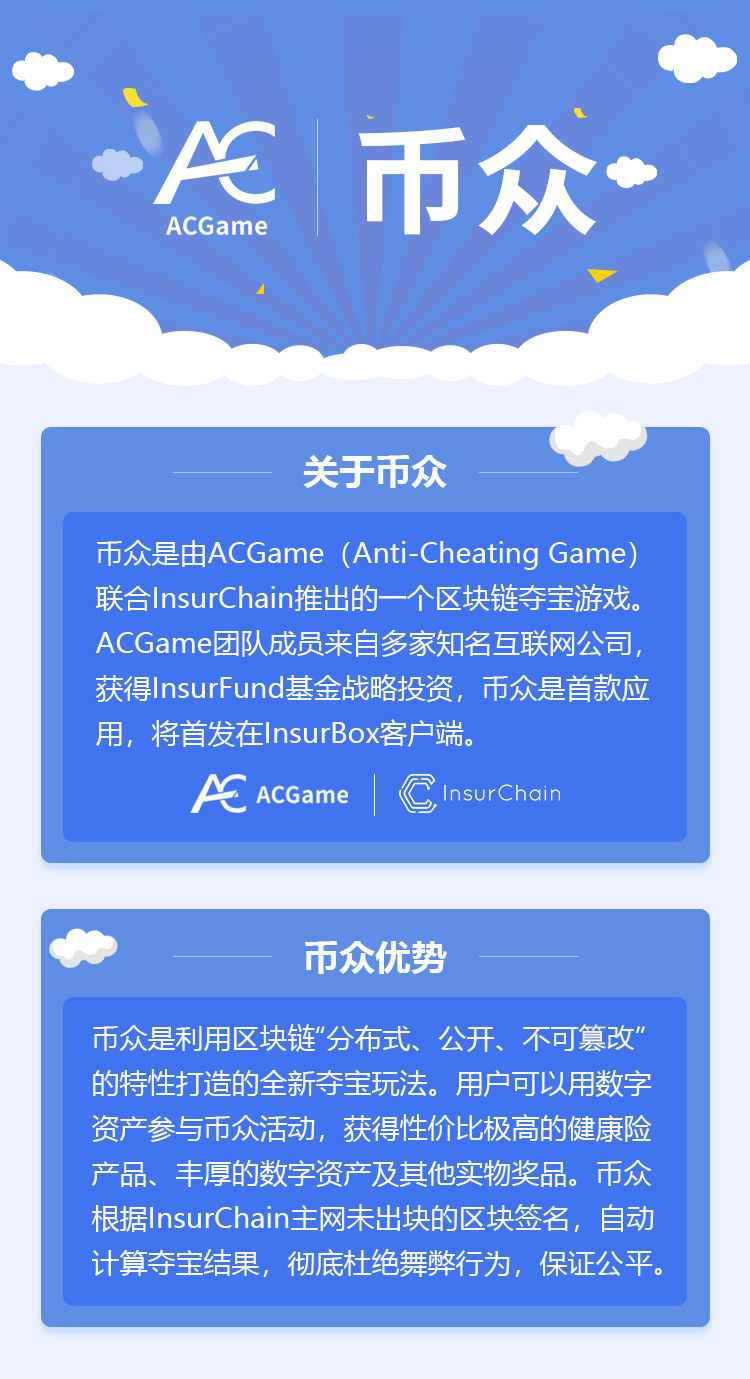 AC
ACGame
币众
关于币众
币众是由ACGame（Anti-Cheating Game）
联合InsurChain推出的一个区块链夺宝游戏。
ACGame团队成员来自多家知名互联网公司，
获得InsurFund基金战略投资，币众是首款应
用，将首发在InsurBox客户端。
AC ACGame
InsurChain
币众优势
币众是利用区块链“分布式、公开、不可篡改”
的特性打造的全新夺宝玩法。用户可以用数字
资产参与币众活动，获得性价比极高的健康险
产品、丰厚的数字资产及其他实物奖品。币众
根据InsurChain主网未出块的区块签名，自动
计算夺宝结果，彻底杜绝舞弊行为，保证公平。